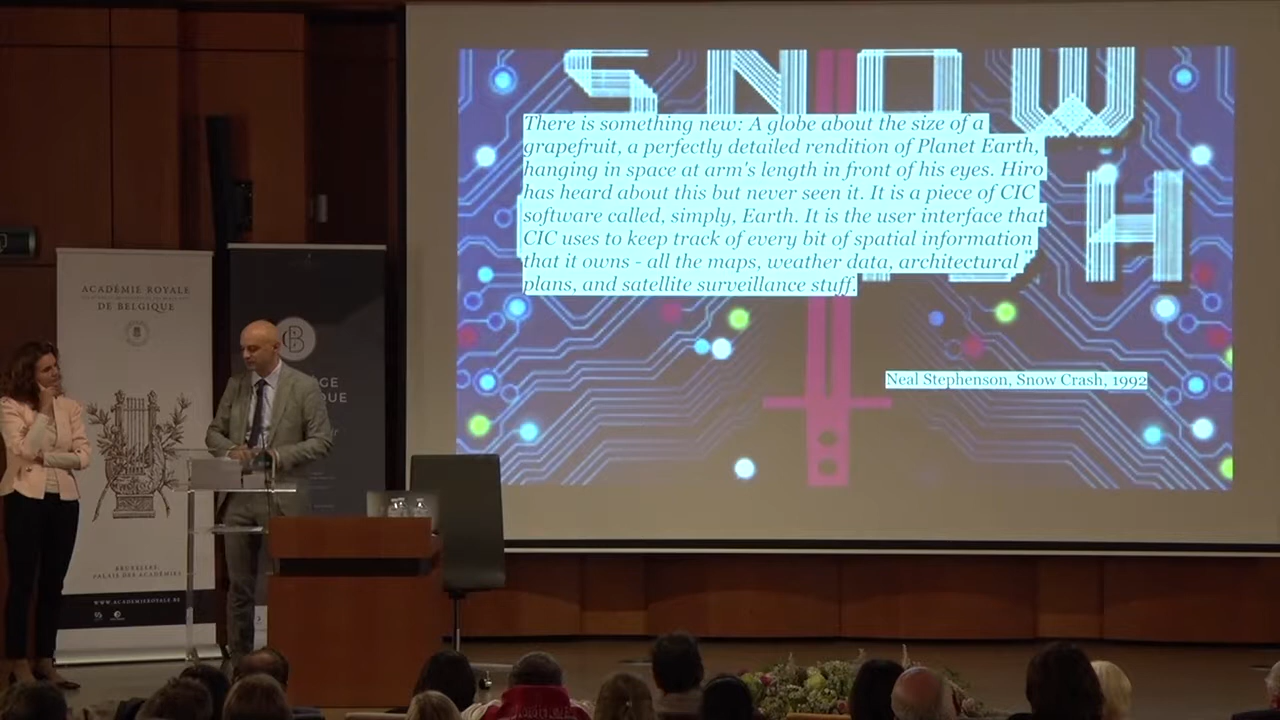 SNOW
There is something new: A globe about the size of a
grapefruit, a perfectly detailed rendition of Planet Earth,
hanging in space at arm's length in front of his eyes. Hiro
has heard about this but never seen it. It is a piece of CIC
software called, simply, Earth. It is the user interface that
CIC uses to keep track of every bit of spatial information
that it owns - all the maps, weather data, architectural
plans, and satellite surveillance stuff.
Neal Stephenson, Snow Crash, 1992
ACADÉMIE ROYALE
DE BELGIQUE
BRUXELLES
PALAIS DES ACADÉMIES
WWW.ACADEMIEROYALE.BE